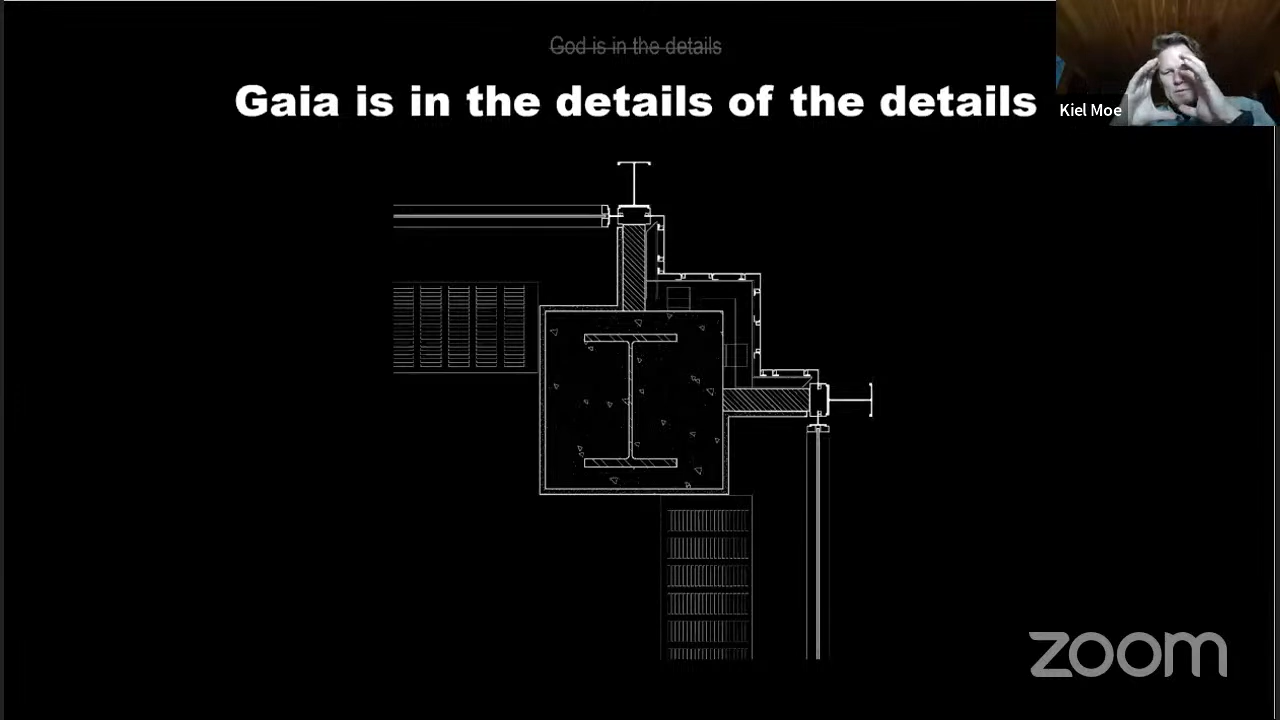 God is in the details
Gaia is in the details of the details
Kiel Moe
zoom